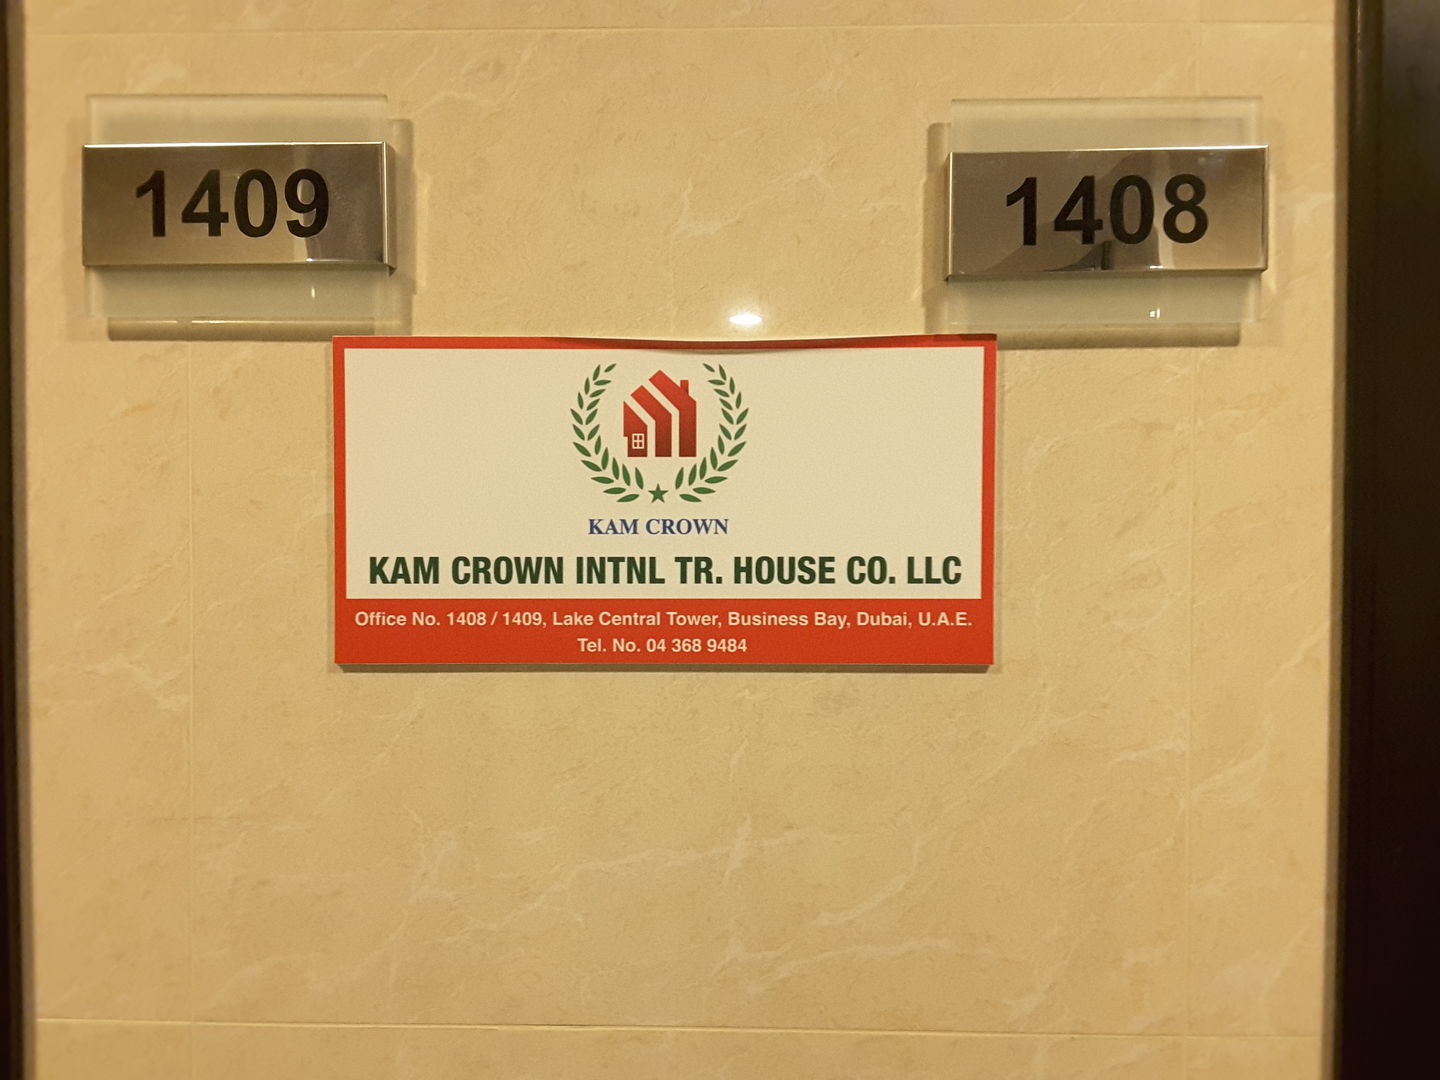 1409
1408
KAM CROWN
KAM CROWN INTNL TR. HOUSE CO. LLC
Office No. 1408 / 1409, Lake Central Tower, Business Bay, Dubai, U.A.E.
Tel. No. 04 368 9484